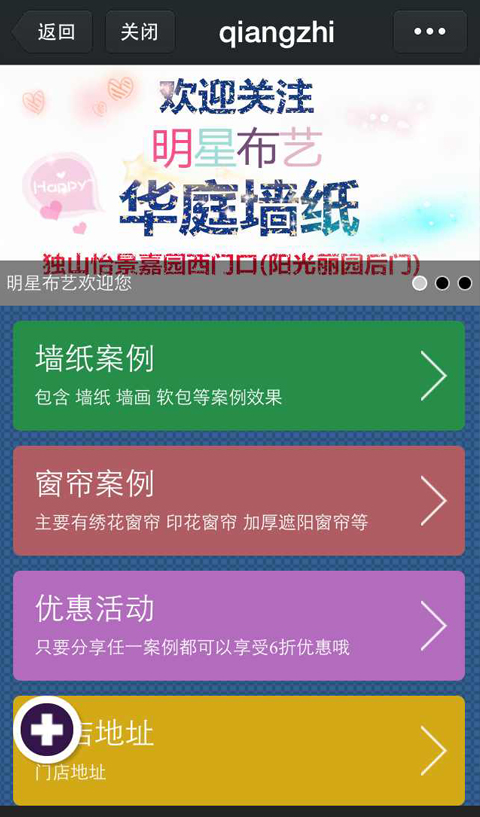 返回
关闭
qiangzhi
欢迎关注
明星布艺
Happy
华庭墙纸
独山怡景嘉园西门口(阳光丽园后门)
明星布艺欢迎您
墙纸案例
包含 墙纸 墙画 软包等案例效果
窗帘案例
主要有绣花窗帘 印花窗帘 加厚遮阳窗帘等
优惠活动
只要分享任一案例都可以享受6折优惠哦
店地址
门店地址